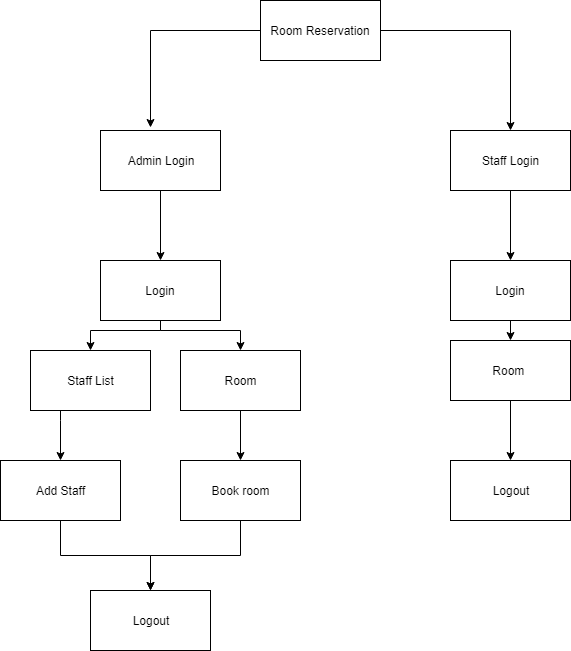 Room Reservation
Admin Login
Staff Login
Login
Login
Staff List
Room
Room
Add Staff
Book room
Logout
Logout